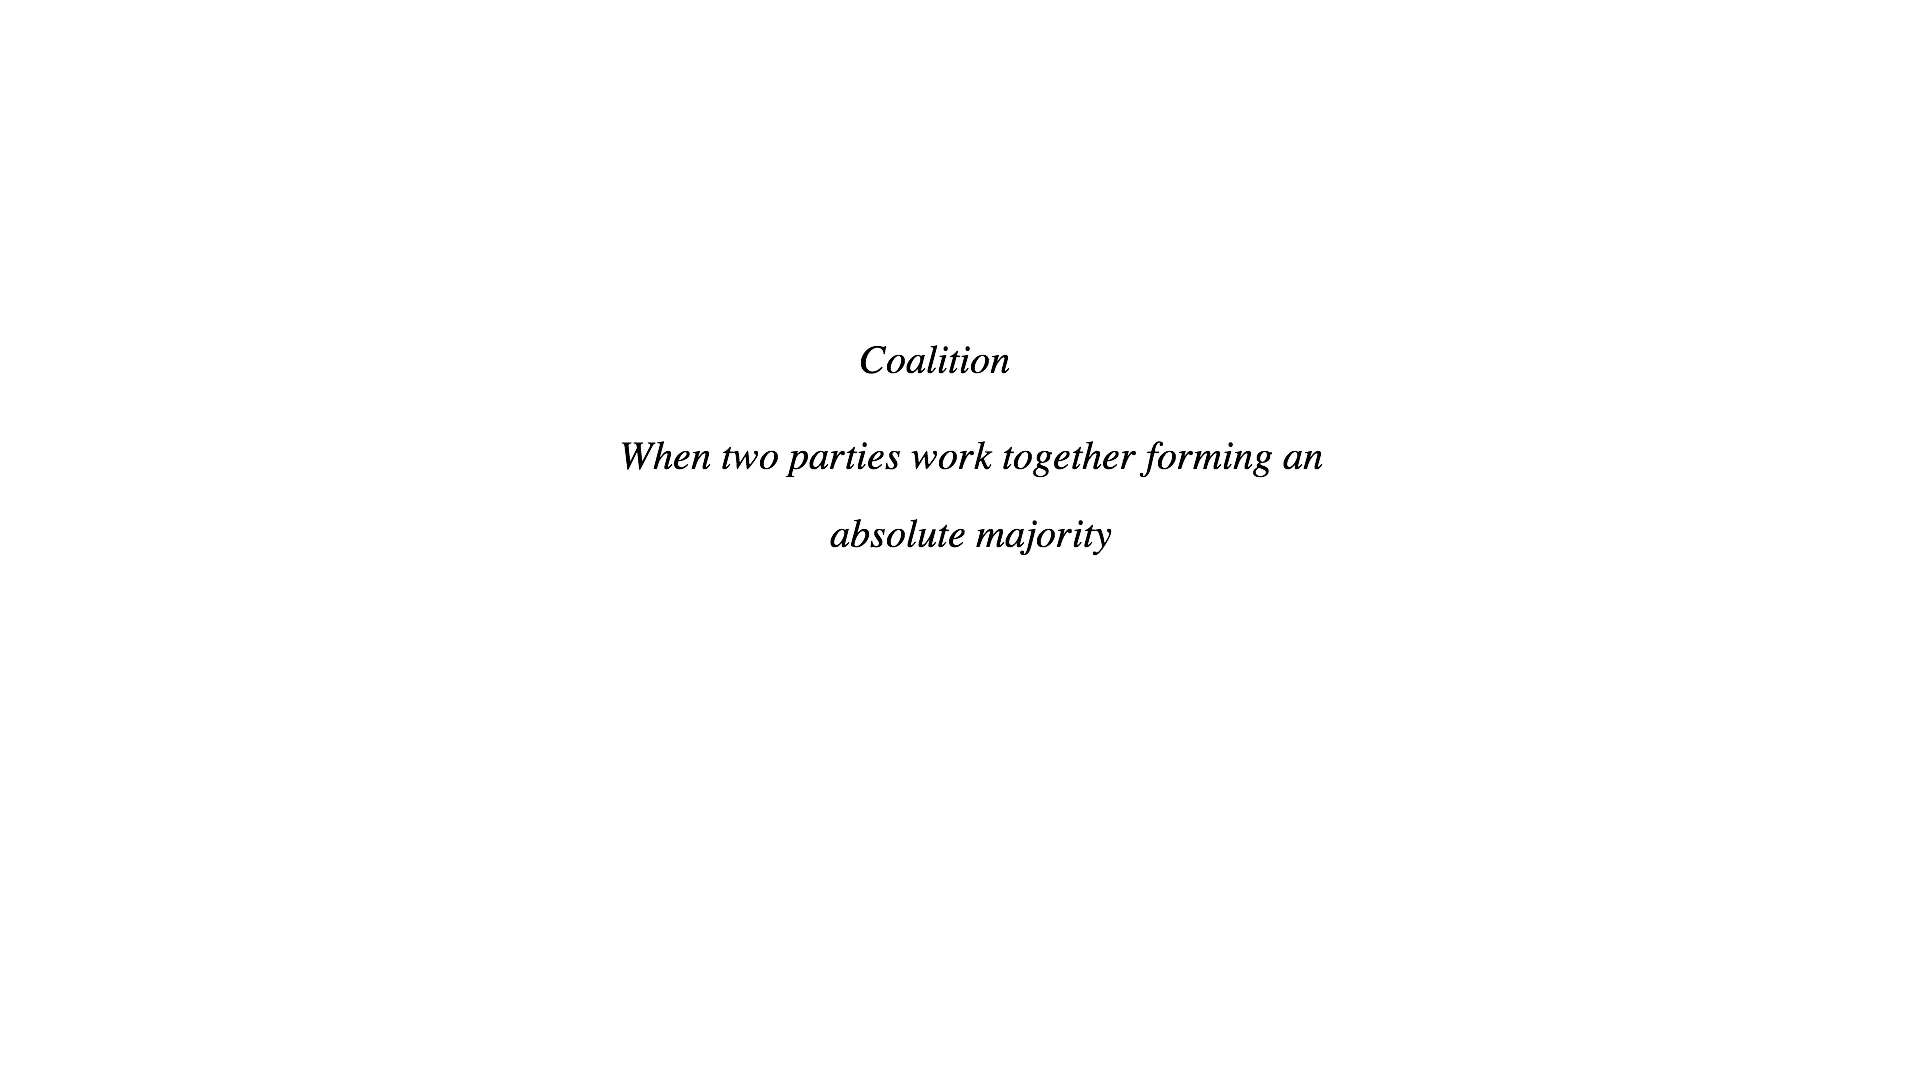 Coalition
When two parties work together forming an
absolute majority